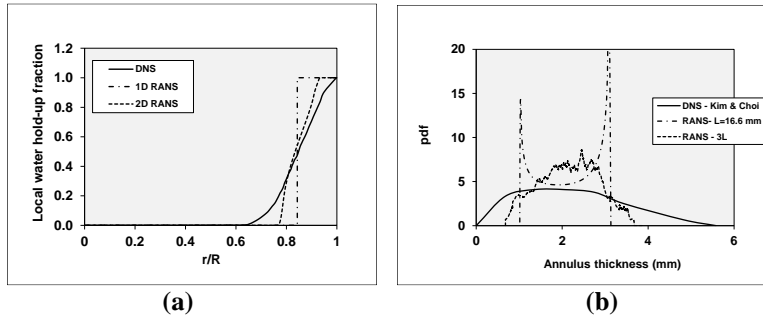 1.2
1.0
0.8
0.6
0.4
0.2
0.0
Local water hold-up fraction
DNS
1D RANS
2D RANS
0 0.2 0.4 0.6 0.8 1
r/R
(a)
20
15
10
5
0
pdf
DNS - Kim & Choi
RANS- L=16.6 mm
RANS - 3L
0 2 4 6
Annulus thickness (mm)
(b)